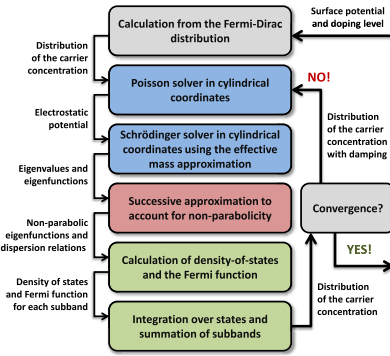 Surface potential
and doping level
Calculation from the Fermi-Dirac
distribution
Distribution
of the carrier
concentration
NO!
Poisson solver in cylindrical
coordinates
Electrostatic
potential
Distribution
of the carrier
concentration
with damping
Schrödinger solver in cylindrical
coordinates using the effective
mass approximation
Eigenvalues and
eigenfunctions
Successive approximation to
account for non-parabolicity
Convergence?
Non-parabolic
eigenfunctions and
dispersion relations
YES!
Calculation of density-of-states
and the Fermi function
Density of states
and Fermi function
for each subband
Distribution
of the carrier
concentration
Integration over states and
summation of subbands